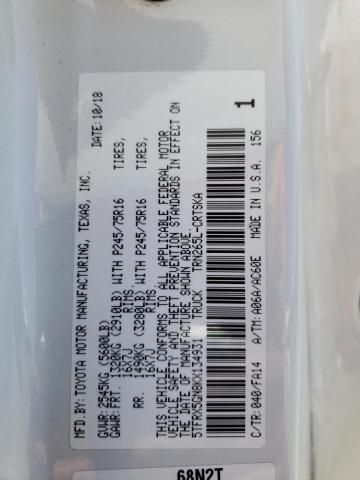 MFD. BY: TOYOTA MOTOR MANUFACTURING, TEXAS, INC.
DATE: 10/18
GVWR: 2545KG (5600LB)
GAWR: FRT. 1320KG (2910LB) WITH P245/75R16 TIRES,
16X7J RIMS
RR. 1490KG (3280LB) WITH P245/75R16 TIRES,
16X7J RIMS
THIS VEHICLE CONFORMS TO ALL APPLICABLE FEDERAL MOTOR
VEHICLE SAFETY AND THEFT PREVENTION STANDARDS IN EFFECT ON
THE DATE OF MANUFACTURE SHOWN ABOVE.
5TFRX5GN8KX134931 TRUCK TRN265L-CRTSKA
1
C/TR: 040/FA14 A/TM: A06A/AC60E MADE IN U.S.A. 156
68N2T